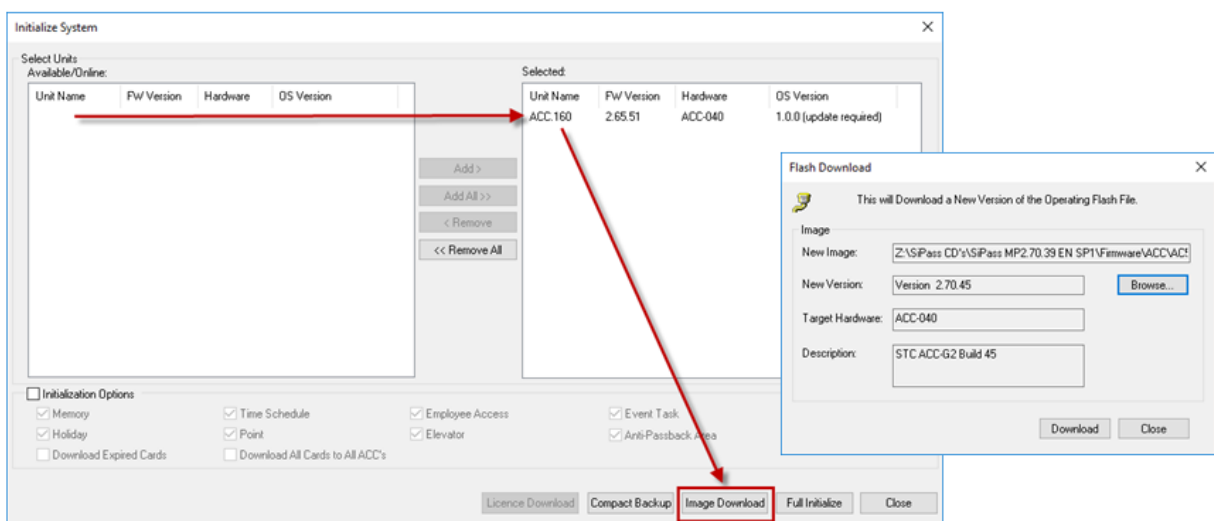 Initialize System
Select Units
Available/Online:
Unit Name FW Version Hardware OS Version
Selected:
Unit Name FW Version Hardware OS Version
ACC.160 2.65.51 ACC-040 1.0.0 (update required)
Add >
Add All >>
< Remove
<< Remove All
Initialization Options
Memory Time Schedule Employee Access Event Task
Holiday Point Elevator Anti-Passback Area
Download Expired Cards Download All Cards to All ACC's
Licence Download Compact Backup Image Download Full Initialize Close
Flash Download
This will Download a New Version of the Operating Flash File.
Image
New Image: Z:\SiPass CD's\SiPass MP2.70.39 EN SP1\Firmware\ACC\AC5
New Version: Version 2.70.45 Browse...
Target Hardware: ACC-040
Description: STC ACC-G2 Build 45
Download Close